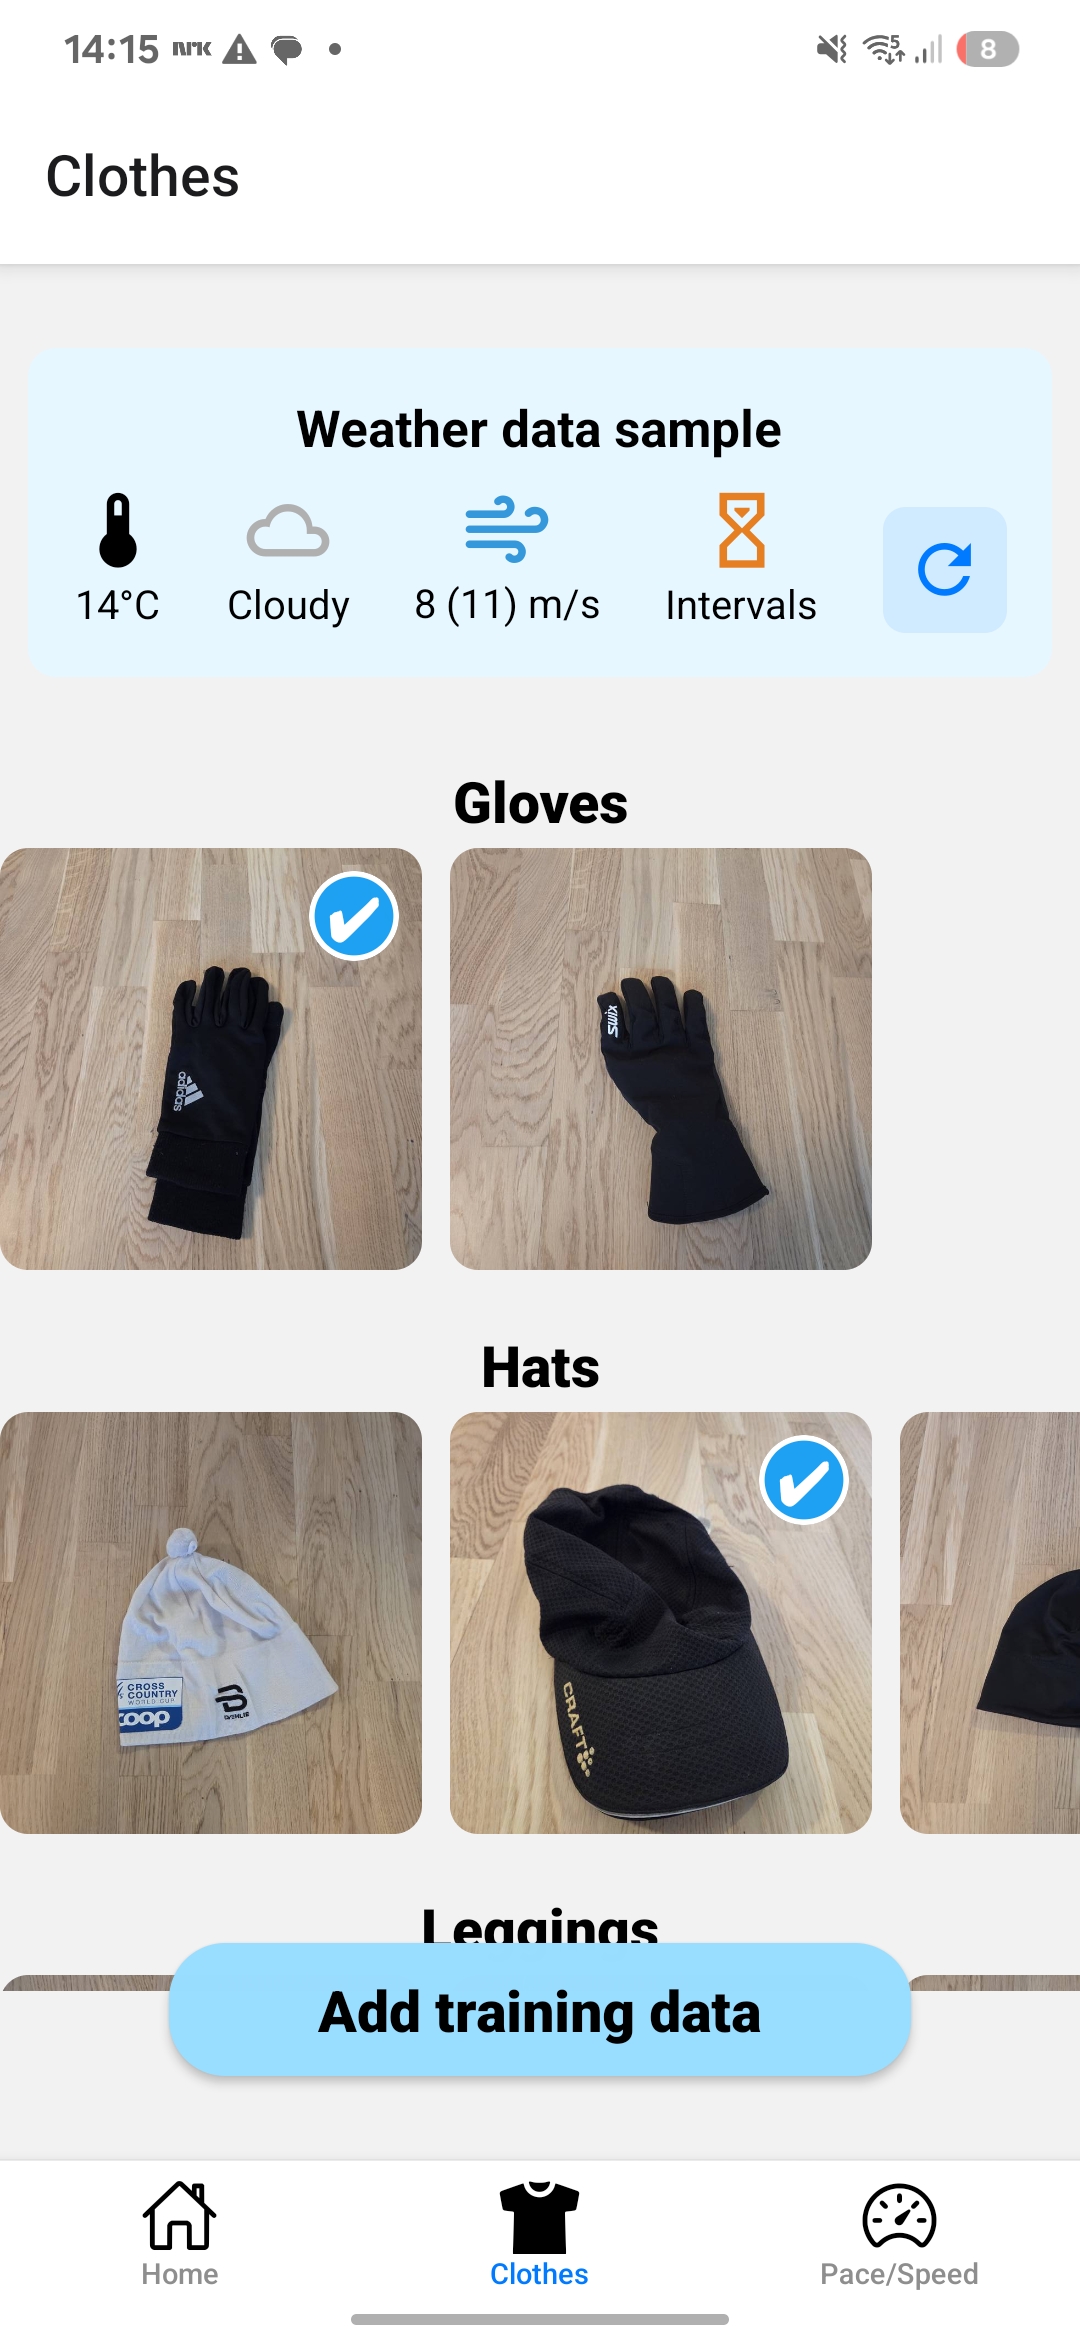 14:15 NRK 5 8
Clothes
Weather data sample
14°C Cloudy 8 (11) m/s Intervals
Gloves
adidas
Swix
Hats
CROSS
COUNTRY
WORLD CUP
coop
DÆHLIE
CRAFT
Leggings
Add training data
Home Clothes Pace/Speed